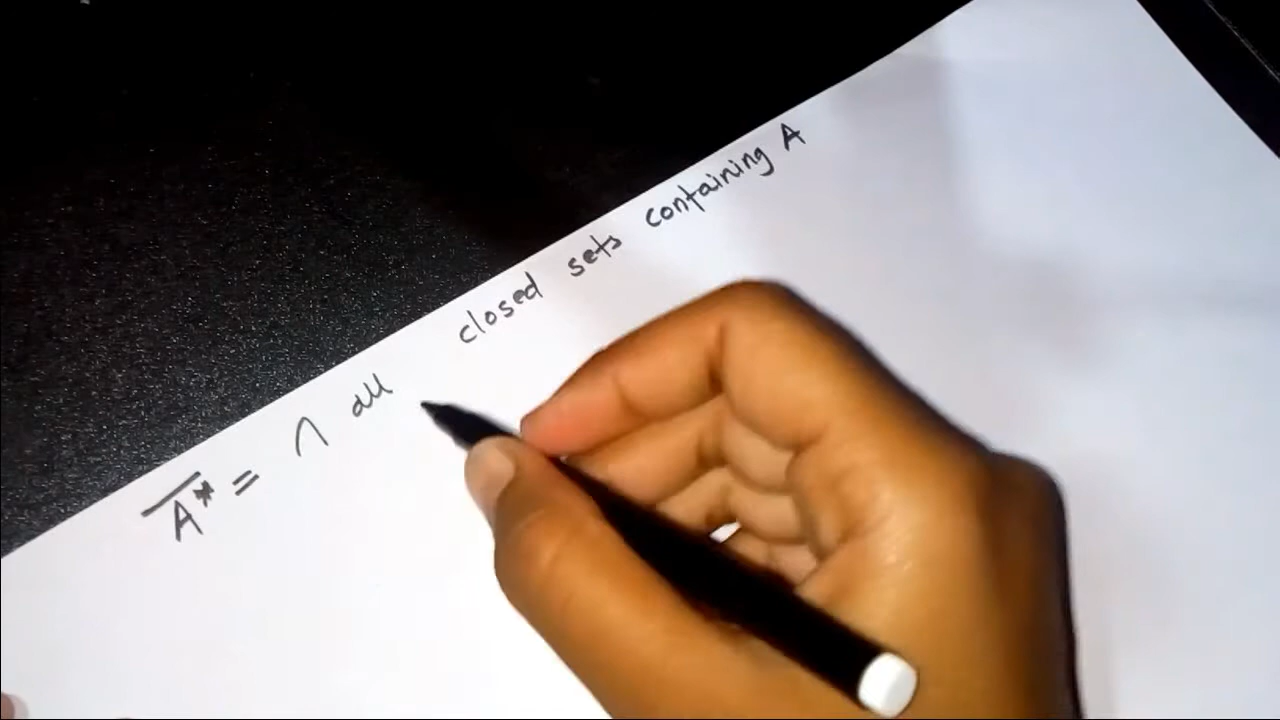 A̅* = ∩ all closed sets containing A